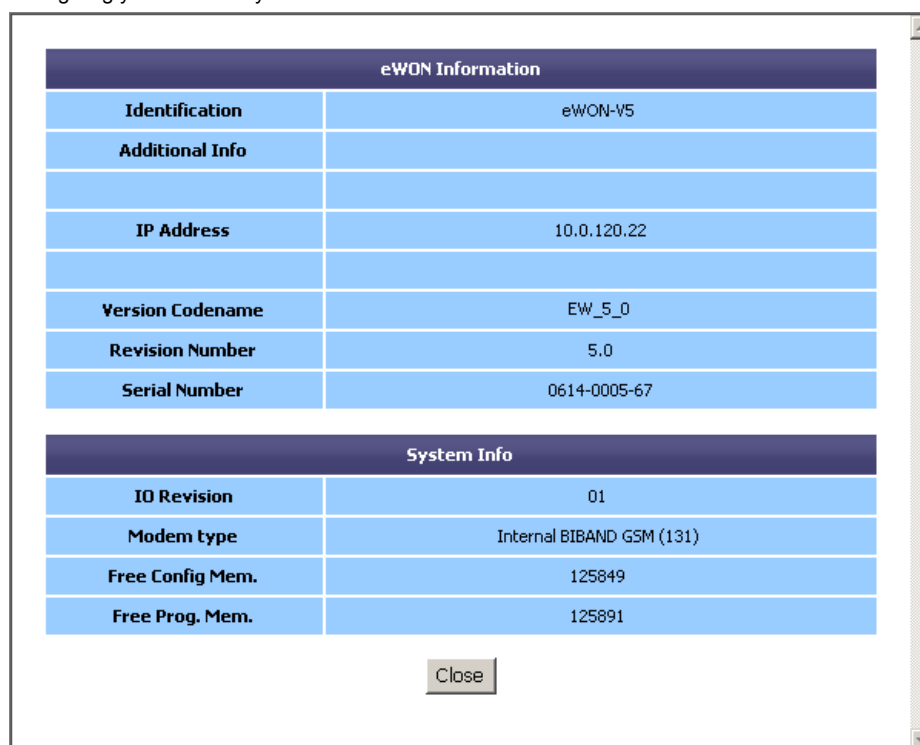 eWON Information
Identification eWON-V5
Additional Info
IP Address 10.0.120.22
Version Codename EW_5_0
Revision Number 5.0
Serial Number 0614-0005-67
System Info
IO Revision 01
Modem type Internal BIBAND GSM (131)
Free Config Mem. 125849
Free Prog. Mem. 125891
Close